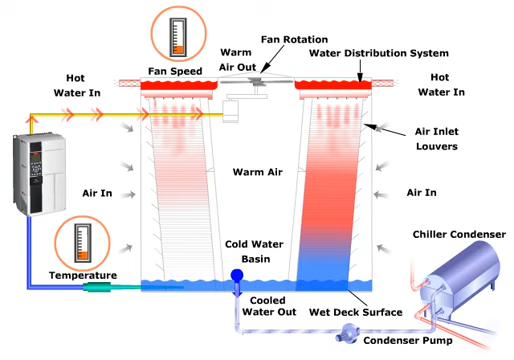 Fan Rotation
Warm
Air Out
Water Distribution System
Fan Speed
Hot
Water In
Hot
Water In
Air Inlet
Louvers
Warm Air
Air In
Air In
Chiller Condenser
Cold Water
Basin
Temperature
Cooled
Water Out
Wet Deck Surface
Condenser Pump